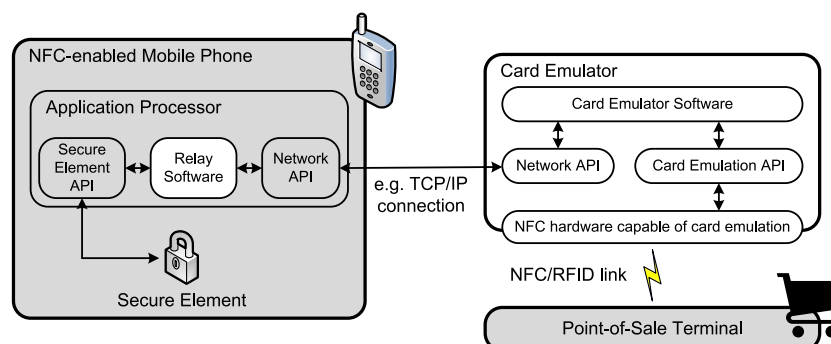 NFC-enabled Mobile Phone
Application Processor
Secure
Element
API
Relay
Software
Network
API
Secure Element
e.g. TCP/IP
connection
Card Emulator
Card Emulator Software
Network API
Card Emulation API
NFC hardware capable of card emulation
NFC/RFID link
Point-of-Sale Terminal